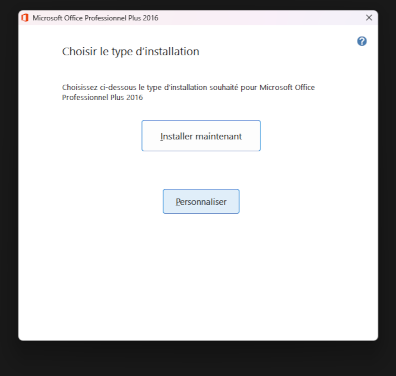 Microsoft Office Professionnel Plus 2016
Choisir le type d'installation
Choisissez ci-dessous le type d'installation souhaité pour Microsoft Office
Professionnel Plus 2016
Installer maintenant
Personnaliser